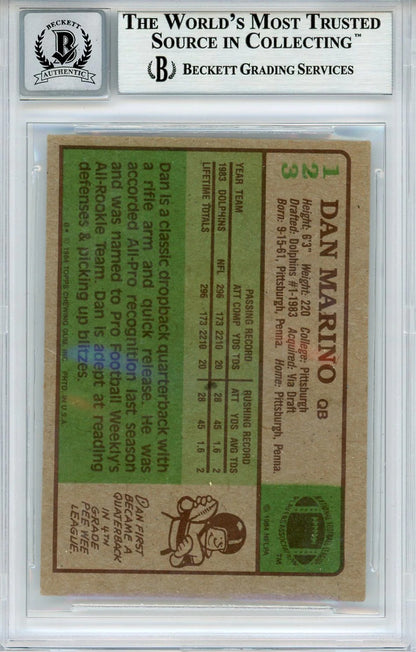 BECKETT
B
AUTHENTIC
THE WORLD'S MOST TRUSTED
SOURCE IN COLLECTING™
B BECKETT GRADING SERVICES
123
DAN MARINO QB
Height: 6'3" Weight: 220 College: Pittsburgh
Drafted: Dolphins #1-1983 Acquired: Via Draft
Born: 9-15-61, Pittsburgh, Penna. Home: Pittsburgh, Penna.
PASSING RECORD RUSHING RECORD
YEAR TEAM ATT COMP YDS TDS ATT YDS AVG TDS
1983 DOLPHINS NFL 296 173 2210 20 28 45 1.6 2
LIFETIME TOTALS 296 173 2210 20 28 45 1.6 2
Dan is a classic dropback quarterback with
a rifle arm and quick release. He was
accorded All-Pro recognition last season
and was named to Pro Football Weekly's
All-Rookie Team. Dan is adept at reading
defenses & picking up blitzes.
© 1984 TOPPS CHEWING GUM, INC. PRTD. IN U.S.A.
© 1984 NFLPA
DAN FIRST
BECAME A
QUATERBACK
IN 4TH
GRADE
PEE WEE
LEAGUE.